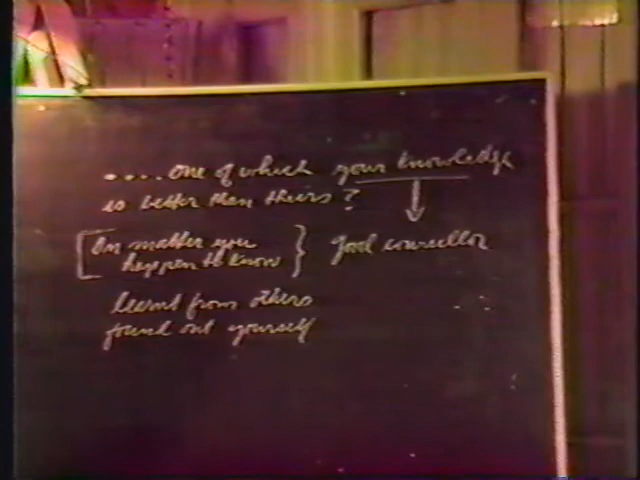 .....one of which your knowledge
is better than theirs?
[On matter you
happen to know} good councillor
learnt from others
found out yourself